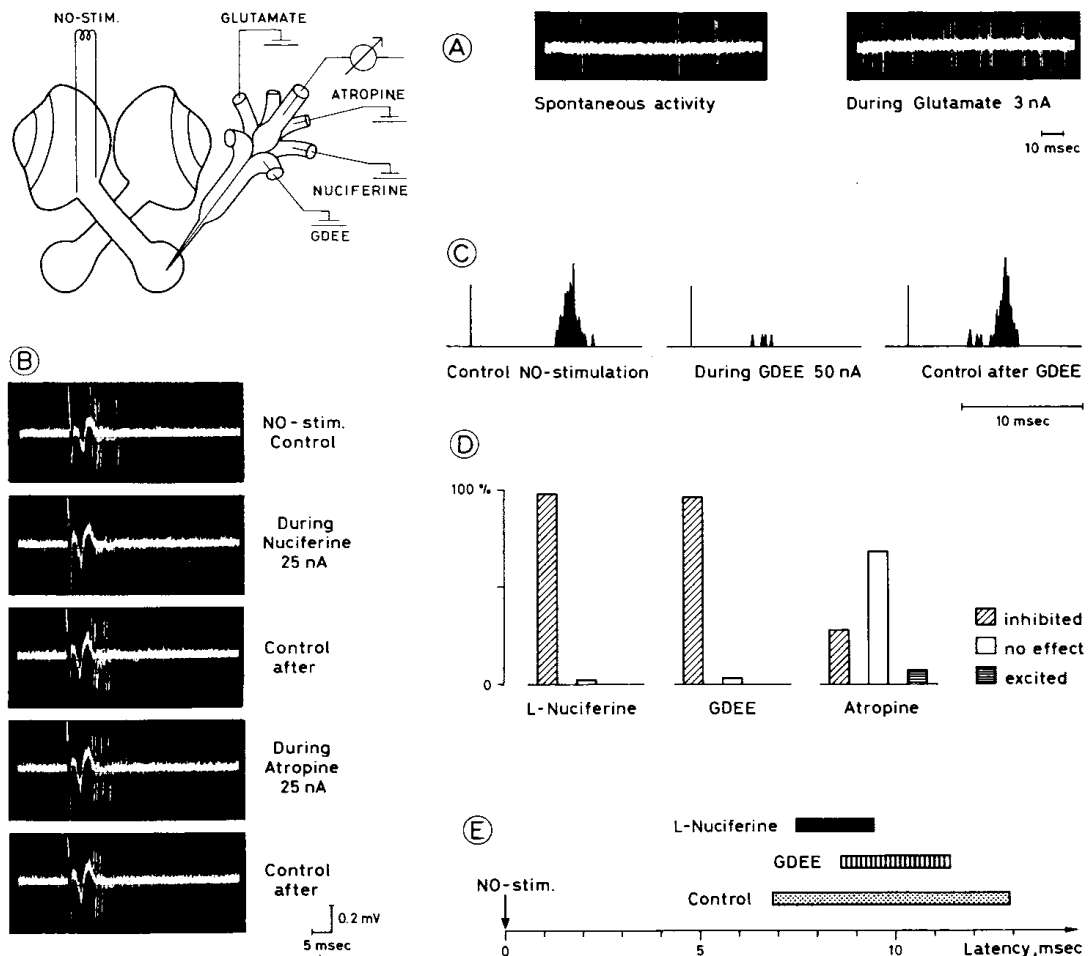 NO-STIM.
GLUTAMATE
ATROPINE
NUCIFERINE
GDEE
A
Spontaneous activity
During Glutamate 3 nA
10 msec
C
Control NO-stimulation
During GDEE 50 nA
Control after GDEE
10 msec
B
NO-stim.
Control
During
Nuciferine
25 nA
Control
after
During
Atropine
25 nA
Control
after
0.2 mV
5 msec
D
100 %
0
L-Nuciferine
GDEE
Atropine
inhibited
no effect
excited
E
L-Nuciferine
GDEE
Control
NO-stim.
0
5
10
Latency, msec